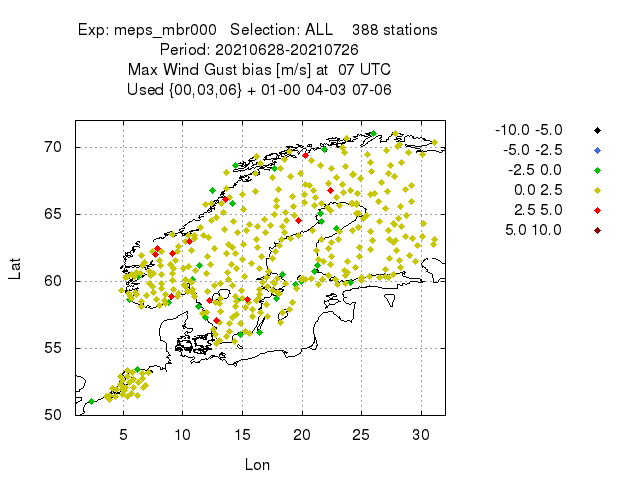 Exp: meps_mbr000   Selection: ALL    388 stations
Period: 20210628-20210726
Max Wind Gust bias [m/s] at  07 UTC
Used {00,03,06} + 01-00 04-03 07-06
-10.0 -5.0
-5.0 -2.5
-2.5 0.0
0.0 2.5
2.5 5.0
5.0 10.0
70
65
60
55
50
Lat
5 10 15 20 25 30
Lon